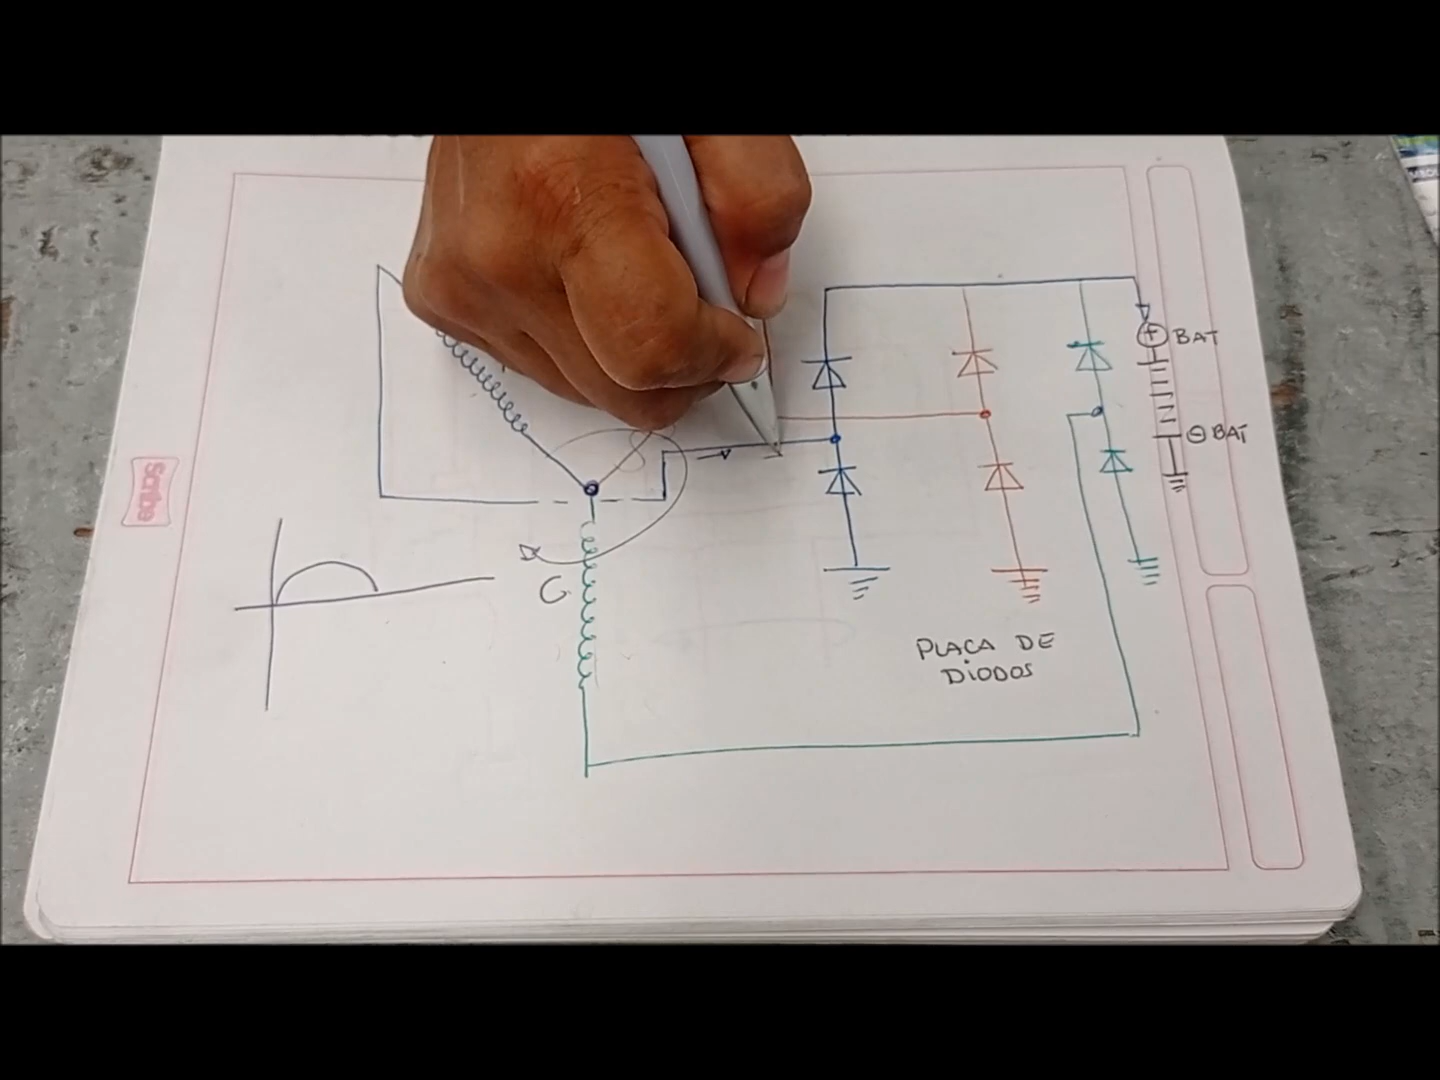 + BAT
- BAT
C
PLACA DE
DIODOS
Scribe